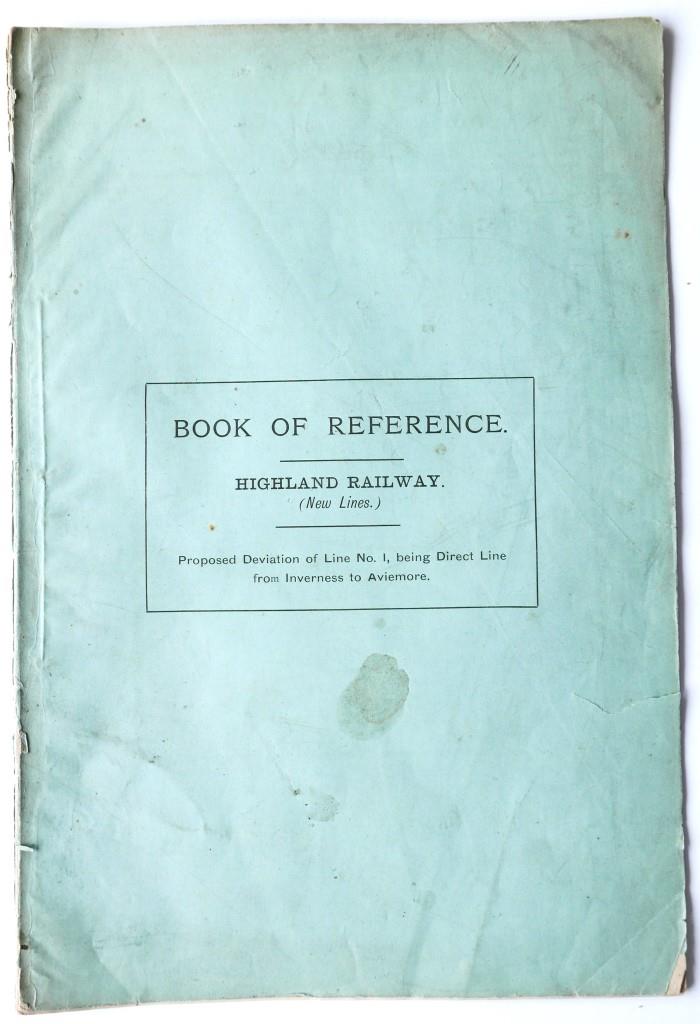 BOOK OF REFERENCE.
HIGHLAND RAILWAY.
(New Lines.)
Proposed Deviation of Line No. 1, being Direct Line
from Inverness to Aviemore.